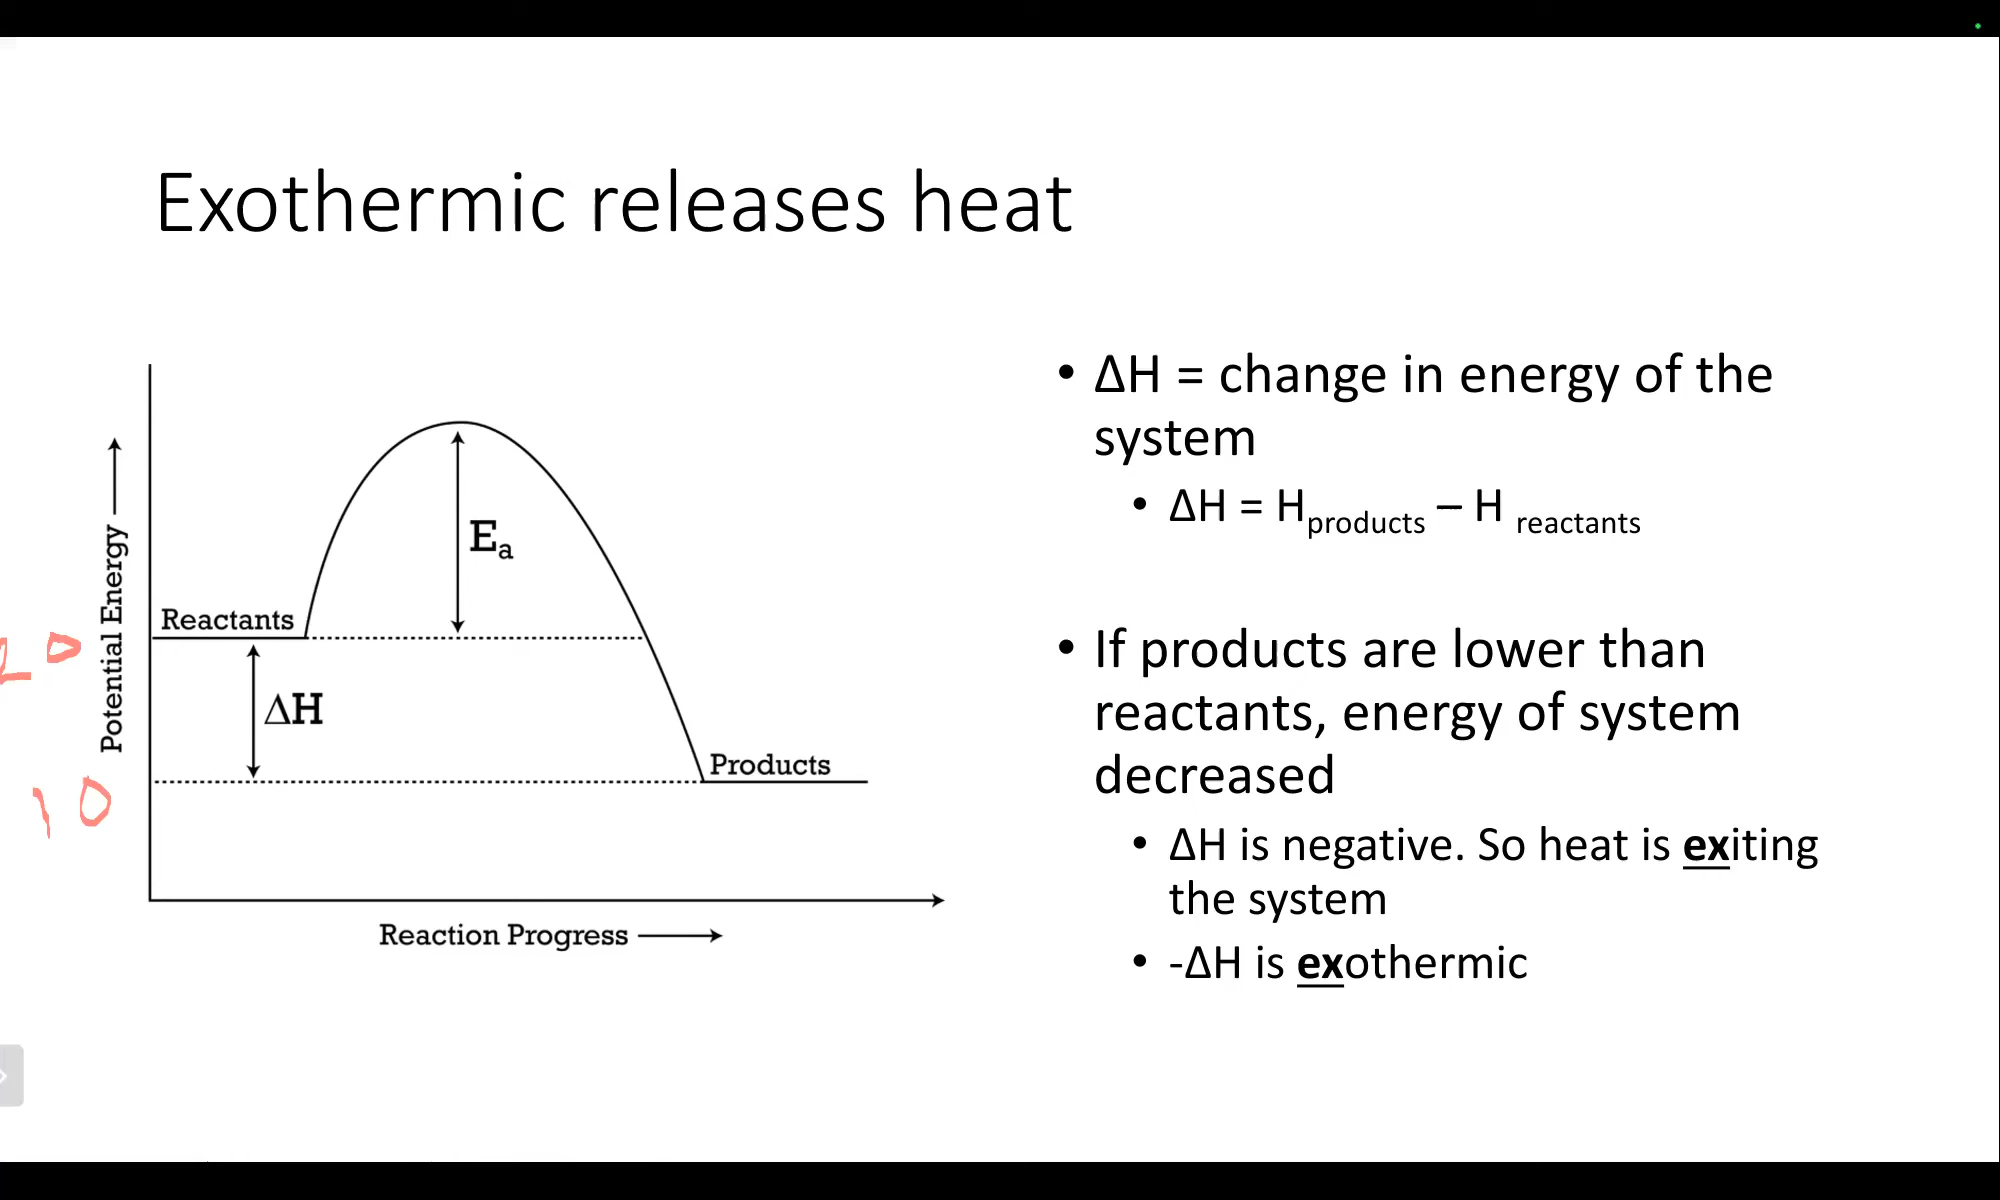 Exothermic releases heat
Potential Energy
Reactants
Eₐ
ΔH
Products
Reaction Progress
20
10
• ΔH = change in energy of the
system
• ΔH = Hproducts – H reactants
• If products are lower than
reactants, energy of system
decreased
• ΔH is negative. So heat is exiting
the system
• -ΔH is exothermic